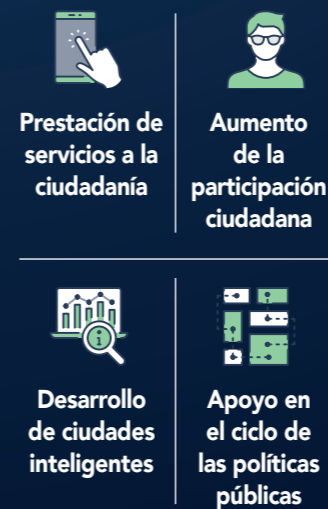 Prestación de
servicios a la
ciudadanía
Aumento
de la
participación
ciudadana
Desarrollo
de ciudades
inteligentes
Apoyo en
el ciclo de
las políticas
públicas